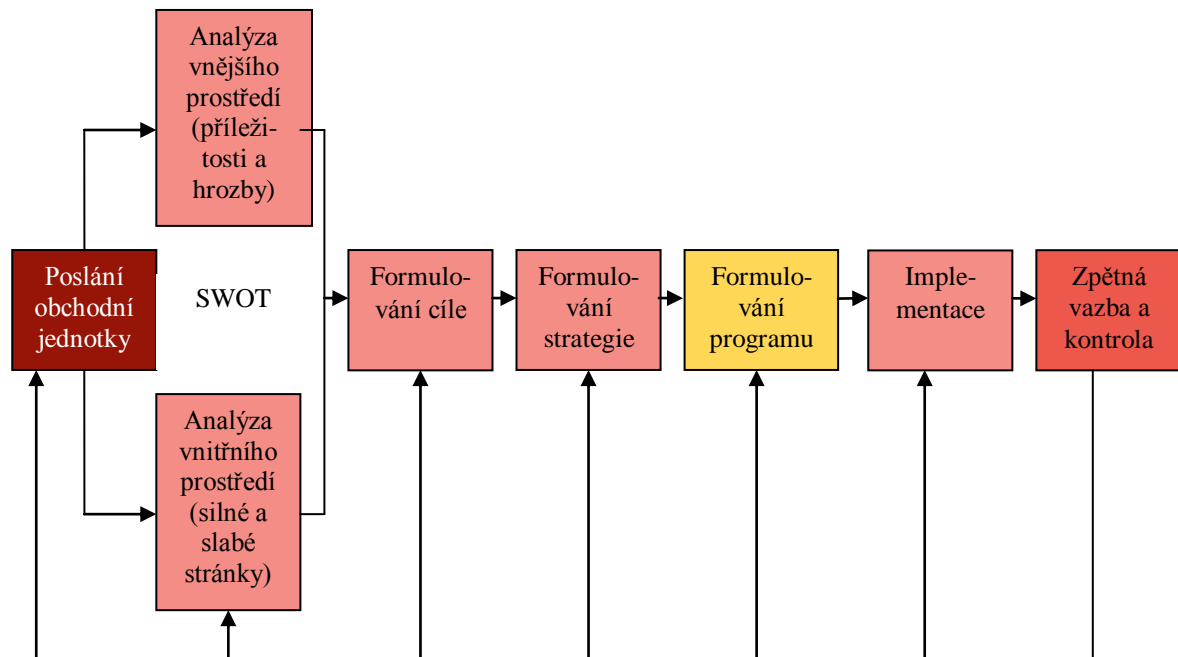 Analýza
vnějšího
prostředí
(příleži-
tosti a
hrozby)
Poslání
obchodní
jednotky
SWOT
Formulo-
vání cíle
Formulo-
vání
strategie
Formulo-
vání
programu
Imple-
mentace
Zpětná
vazba a
kontrola
Analýza
vnitřního
prostředí
(silné a
slabé
stránky)